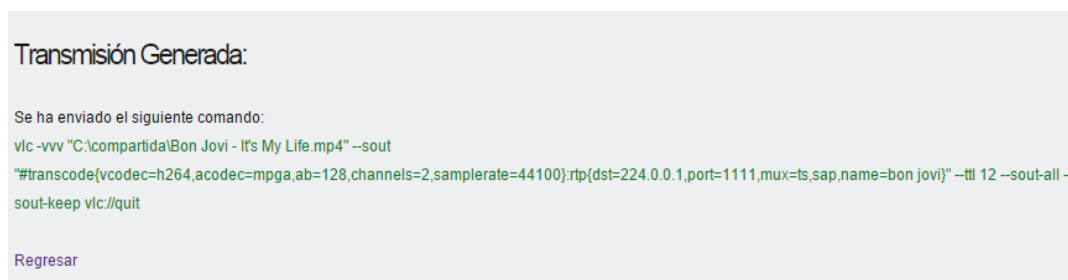 Transmisión Generada:
Se ha enviado el siguiente comando:
vlc -vvv "C:\compartida\Bon Jovi - It's My Life.mp4" --sout
"#transcode{vcodec=h264,acodec=mpga,ab=128,channels=2,samplerate=44100}:rtp{dst=224.0.0.1,port=1111,mux=ts,sap,name=bon jovi}" --ttl 12 --sout-all -
sout-keep vlc://quit
Regresar